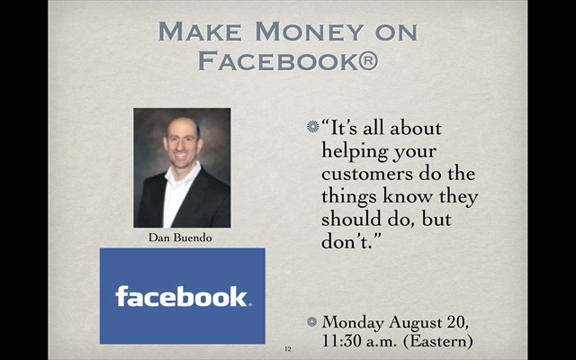 MAKE MONEY ON
FACEBOOK®
"It's all about
helping your
customers do the
things know they
should do, but
don't."
Dan Buendo
facebook®
Monday August 20,
11:30 a.m. (Eastern)
12